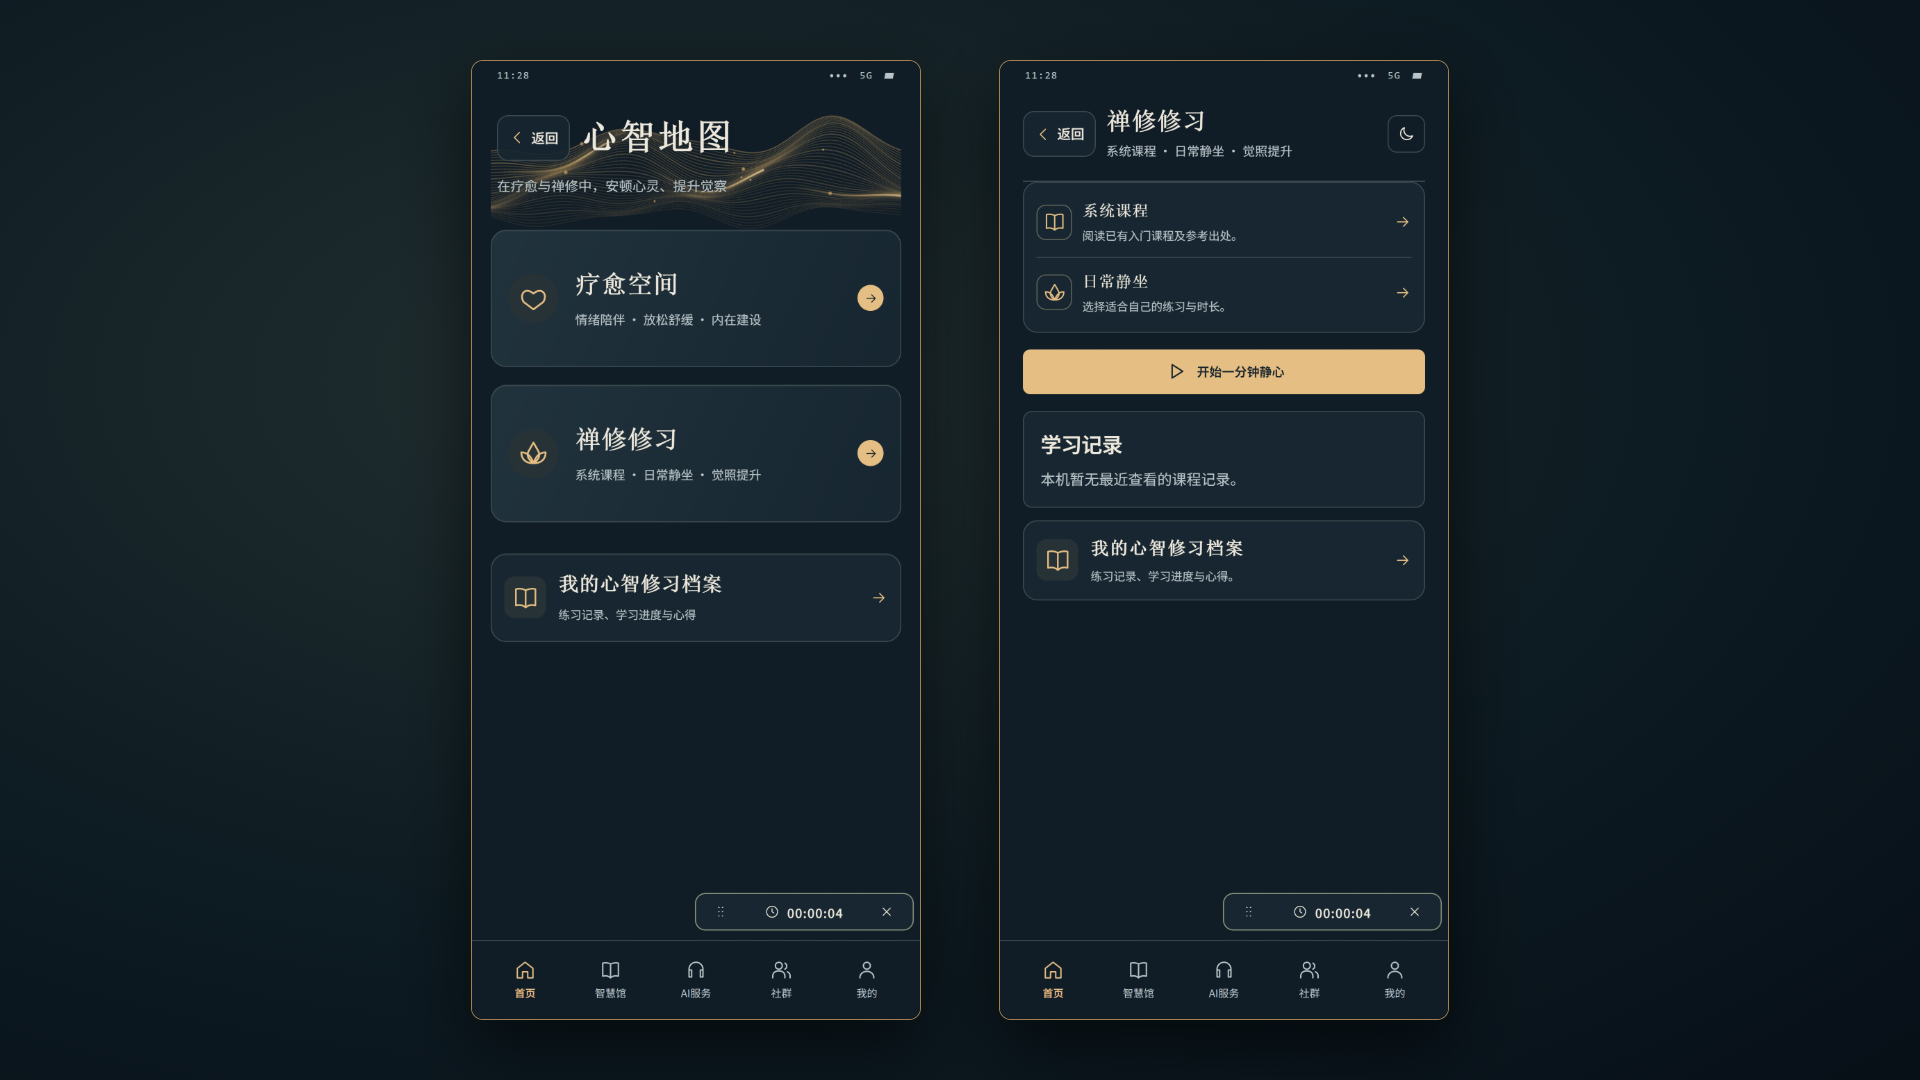 11:28
5G
返回
心智地图
在疗愈与禅修中，安顿心灵、提升觉察
疗愈空间
情绪陪伴 • 放松舒缓 • 内在建设
禅修修习
系统课程 • 日常静坐 • 觉照提升
我的心智修习档案
练习记录、学习进度与心得
00:00:04
首页 智慧馆 AI服务 社群 我的
11:28
5G
返回
禅修修习
系统课程 • 日常静坐 • 觉照提升
系统课程
阅读已有入门课程及参考出处。
日常静坐
选择适合自己的练习与时长。
开始一分钟静心
学习记录
本机暂无最近查看的课程记录。
我的心智修习档案
练习记录、学习进度与心得。
00:00:04
首页 智慧馆 AI服务 社群 我的